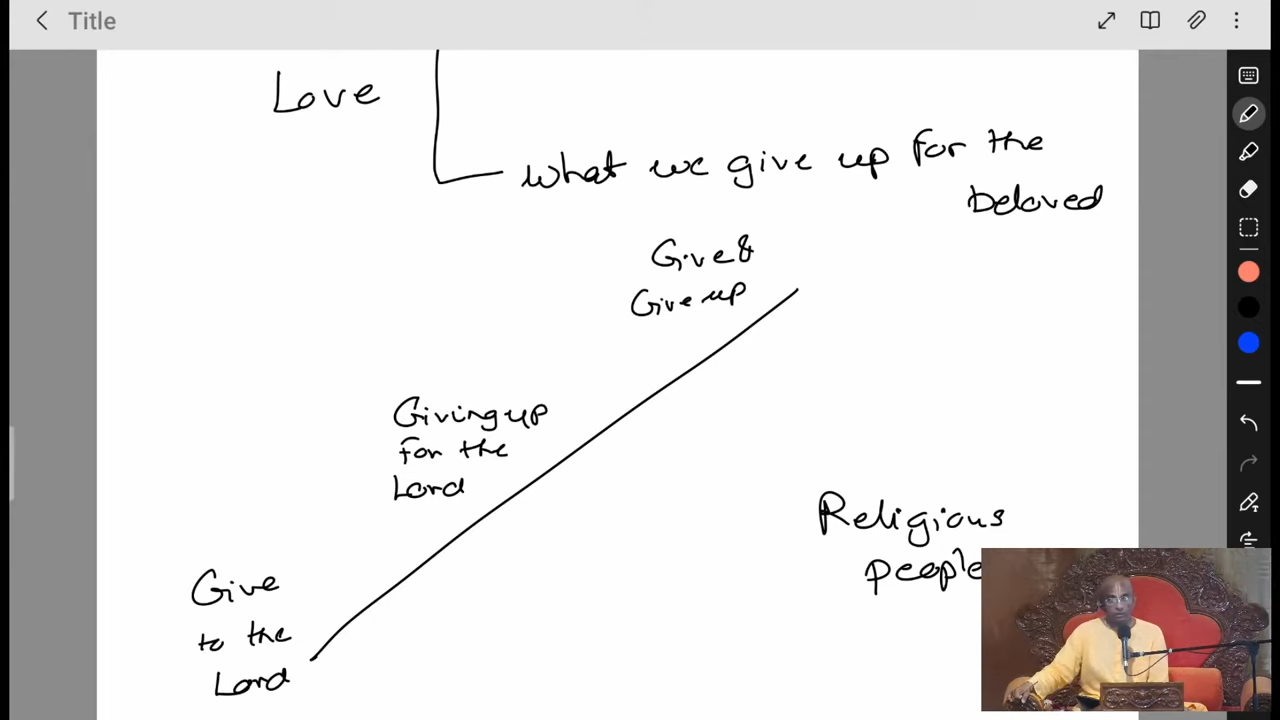 Title
Love
what we give up for the
beloved
Give &
Give up
Giving up
for the
Lord
Religious
people
Give
to the
Lord